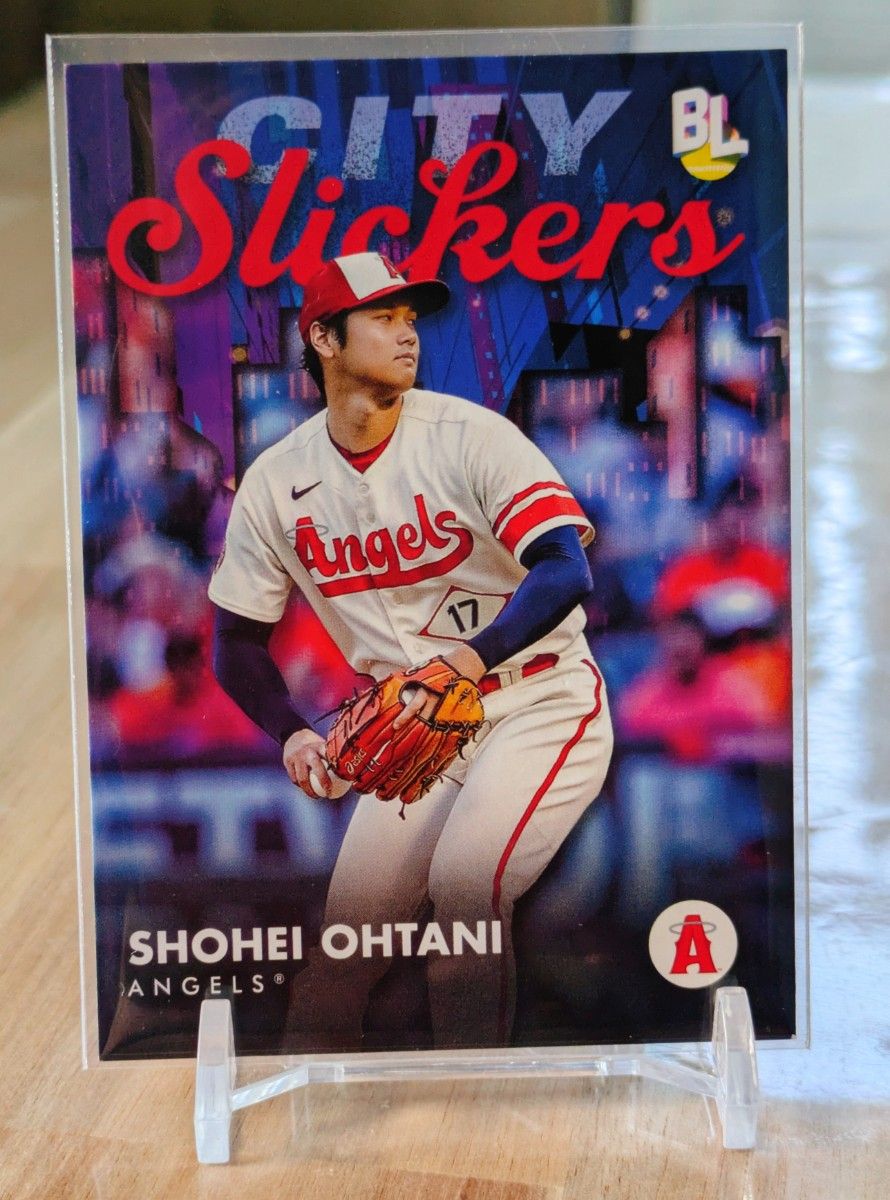 CITY
BL
Slickers
A
Angels
17
SHOHEI OHTANI
ANGELS®
A